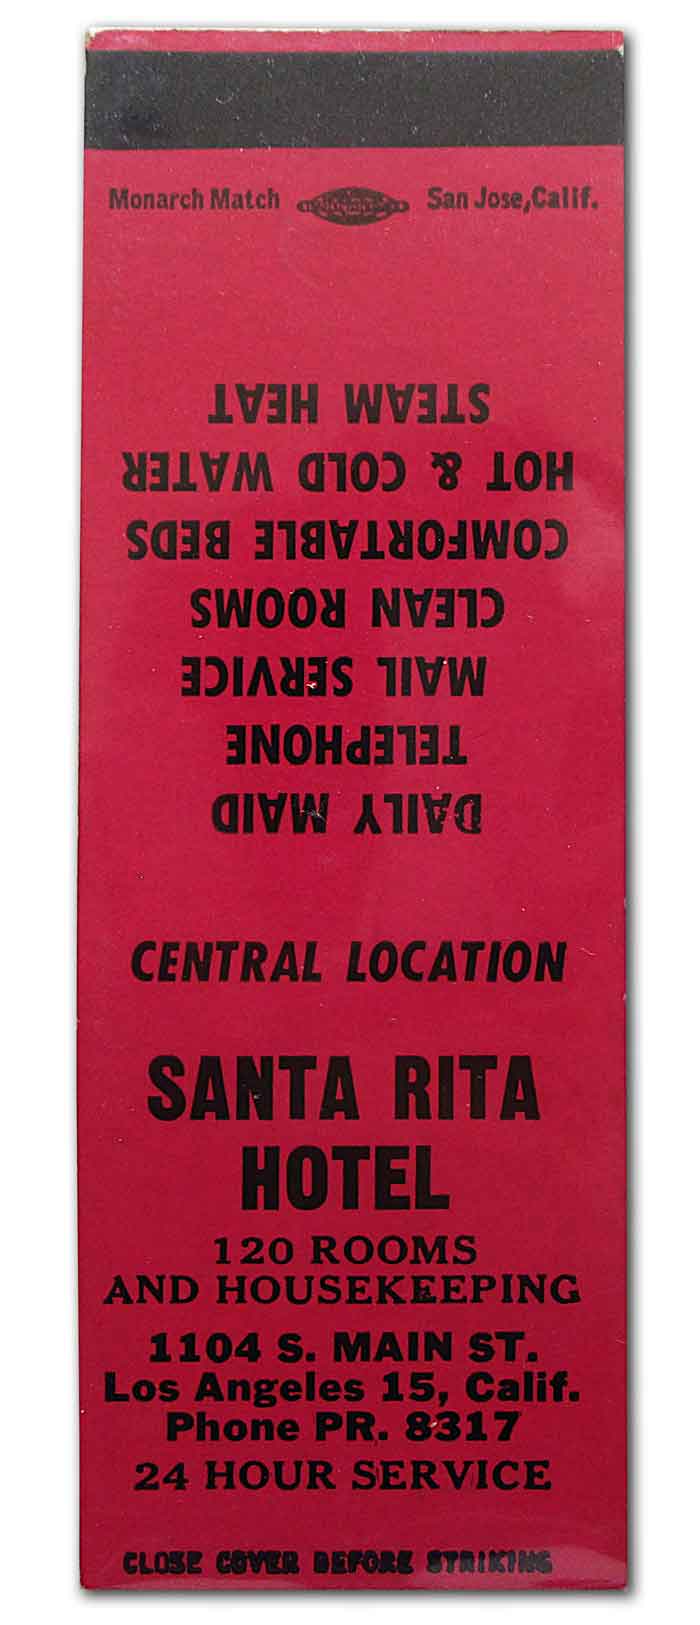 Monarch Match San Jose, Calif.
DAILY MAID
TELEPHONE
MAIL SERVICE
CLEAN ROOMS
COMFORTABLE BEDS
HOT & COLD WATER
STEAM HEAT
CENTRAL LOCATION
SANTA RITA
HOTEL
120 ROOMS
AND HOUSEKEEPING
1104 S. MAIN ST.
Los Angeles 15, Calif.
Phone PR. 8317
24 HOUR SERVICE
CLOSE COVER BEFORE STRIKING